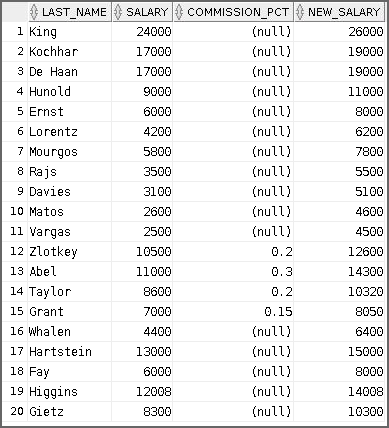 LAST_NAME SALARY COMMISSION_PCT NEW_SALARY
1 King 24000 (null) 26000
2 Kochhar 17000 (null) 19000
3 De Haan 17000 (null) 19000
4 Hunold 9000 (null) 11000
5 Ernst 6000 (null) 8000
6 Lorentz 4200 (null) 6200
7 Mourgos 5800 (null) 7800
8 Rajs 3500 (null) 5500
9 Davies 3100 (null) 5100
10 Matos 2600 (null) 4600
11 Vargas 2500 (null) 4500
12 Zlotkey 10500 0.2 12600
13 Abel 11000 0.3 14300
14 Taylor 8600 0.2 10320
15 Grant 7000 0.15 8050
16 Whalen 4400 (null) 6400
17 Hartstein 13000 (null) 15000
18 Fay 6000 (null) 8000
19 Higgins 12008 (null) 14008
20 Gietz 8300 (null) 10300